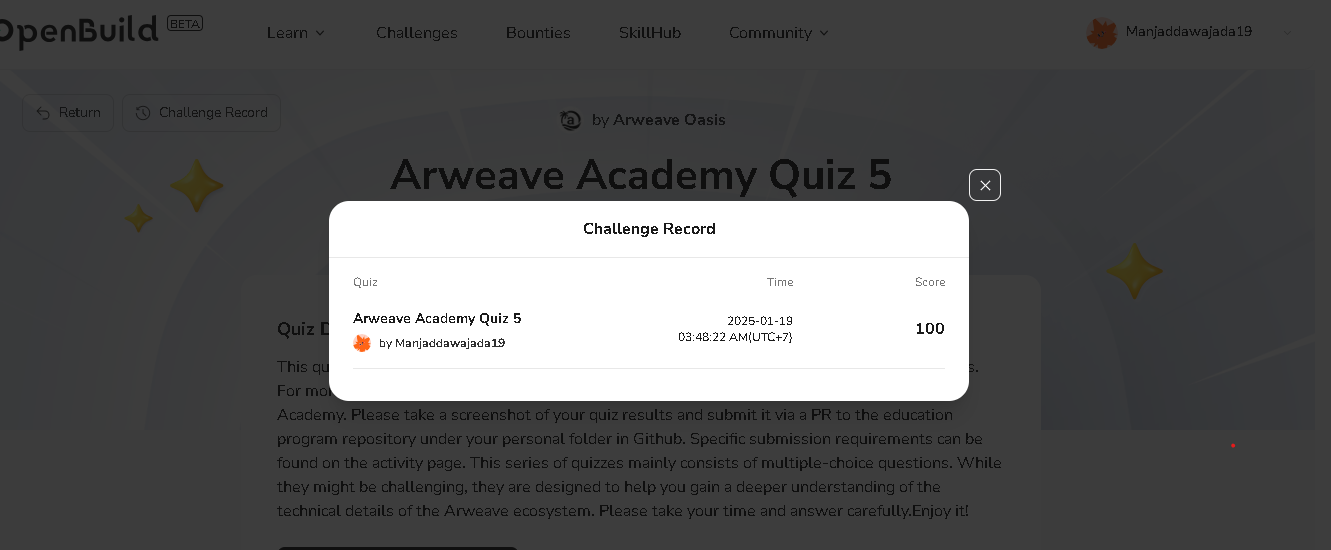 OpenBuild BETA Learn Challenges Bounties SkillHub Community Manjaddawajada19
Return Challenge Record
by Arweave Oasis
Arweave Academy Quiz 5
Challenge Record
Quiz Time Score
Arweave Academy Quiz 5
by Manjaddawajada19
2025-01-19
03:48:22 AM(UTC+7)
100
Quiz D
This qu s.
For mor
Academy. Please take a screenshot of your quiz results and submit it via a PR to the education
program repository under your personal folder in Github. Specific submission requirements can be
found on the activity page. This series of quizzes mainly consists of multiple-choice questions. While
they might be challenging, they are designed to help you gain a deeper understanding of the
technical details of the Arweave ecosystem. Please take your time and answer carefully.Enjoy it!